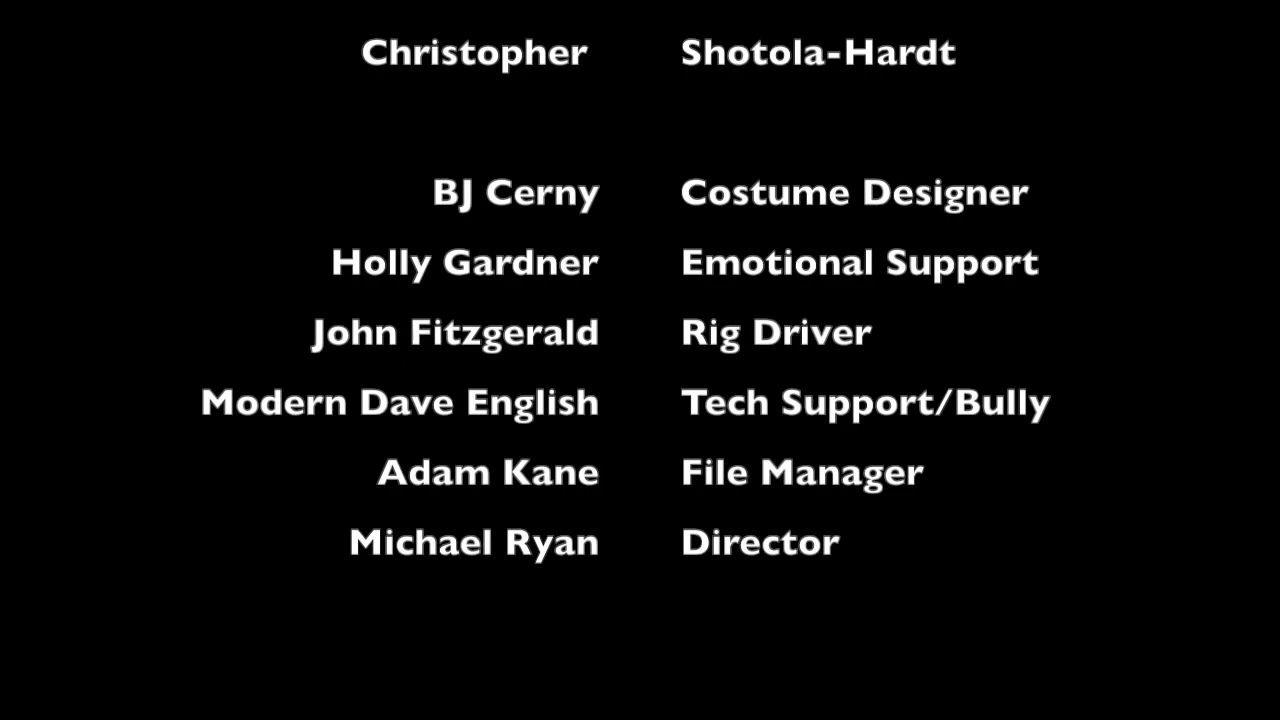 Christopher Shotola-Hardt
BJ Cerny Costume Designer
Holly Gardner Emotional Support
John Fitzgerald Rig Driver
Modern Dave English Tech Support/Bully
Adam Kane File Manager
Michael Ryan Director